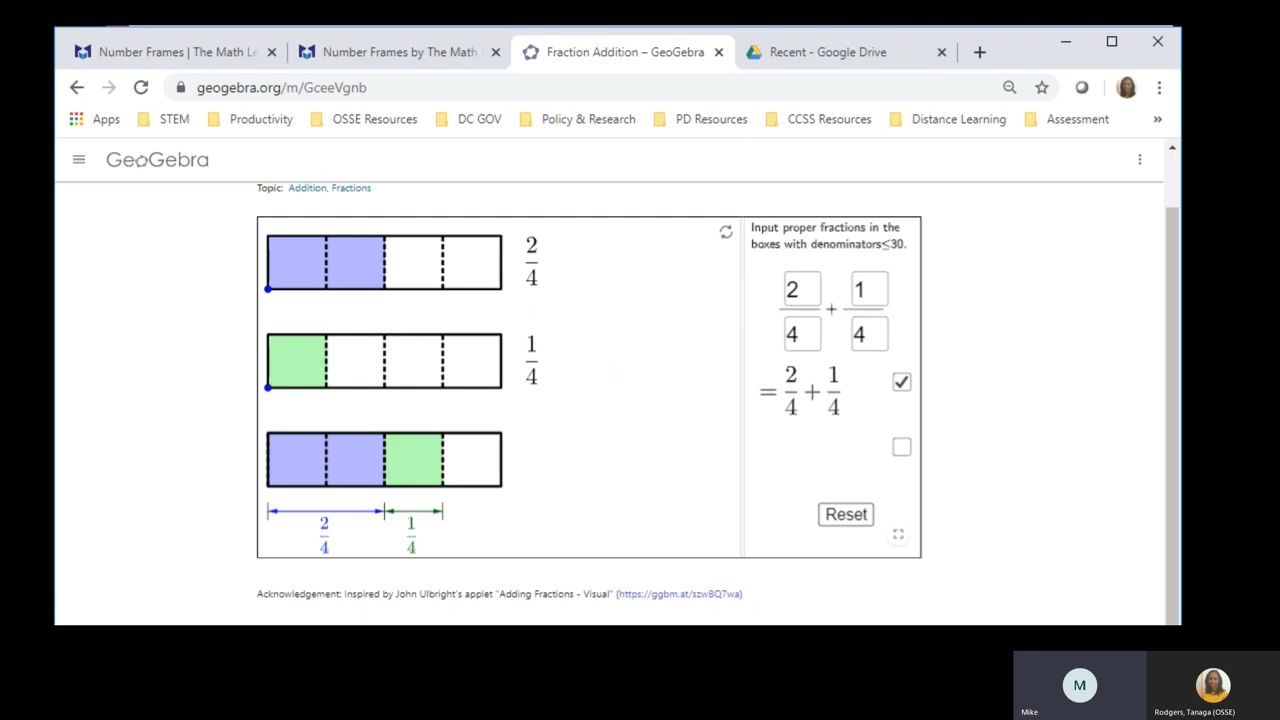 Number Frames | The Math Le
Number Frames by The Math
Fraction Addition – GeoGebra
Recent - Google Drive
geogebra.org/m/GceeVgnb
Apps
STEM
Productivity
OSSE Resources
DC GOV
Policy & Research
PD Resources
CCSS Resources
Distance Learning
Assessment
»
GeoGebra
Topic: Addition, Fractions
2
4
1
4
2
4
1
4
Input proper fractions in the
boxes with denominators≤30.
2 + 1
4 4
= 2/4 + 1/4
Reset
Acknowledgement: Inspired by John Ulbright's applet "Adding Fractions - Visual" (https://ggbm.at/szwBQ7wa)
M
Mike
Rodgers, Tanaga (OSSE)